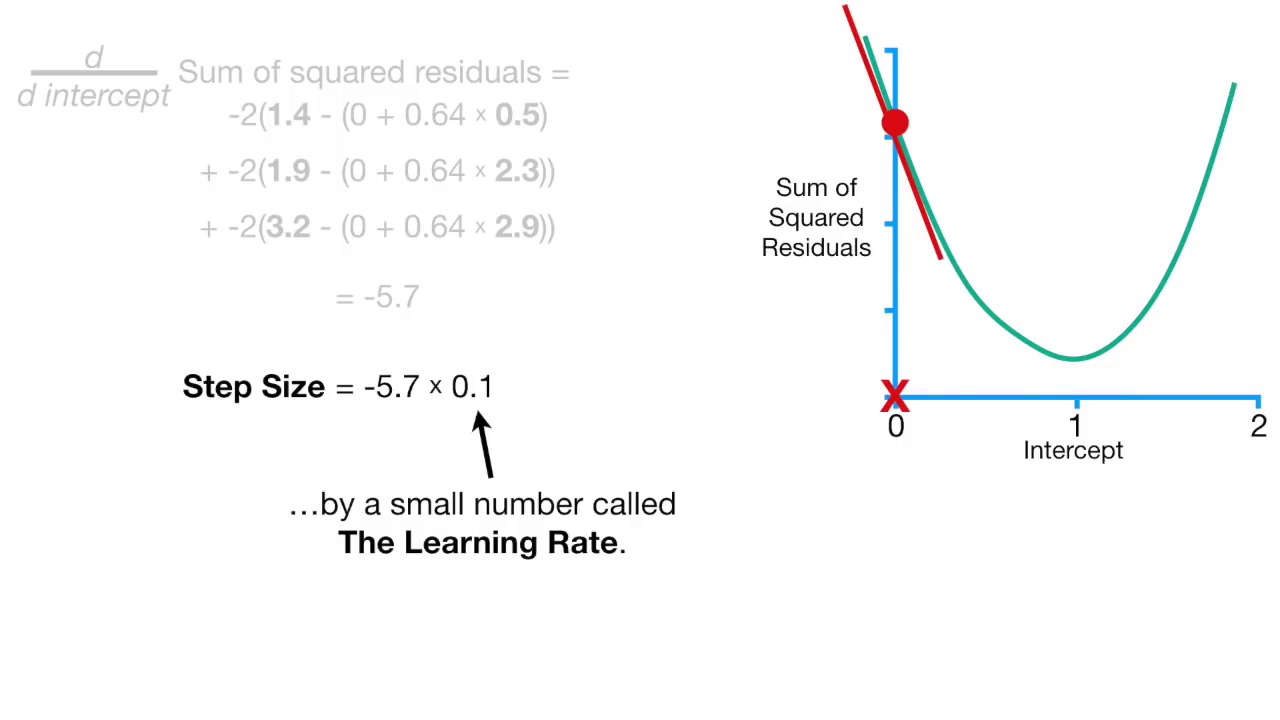 d
d intercept
Sum of squared residuals =
-2(1.4 - (0 + 0.64 × 0.5)
+ -2(1.9 - (0 + 0.64 × 2.3))
+ -2(3.2 - (0 + 0.64 × 2.9))
= -5.7
Step Size = -5.7 × 0.1
…by a small number called
The Learning Rate.
Sum of
Squared
Residuals
X
0 1 2
Intercept